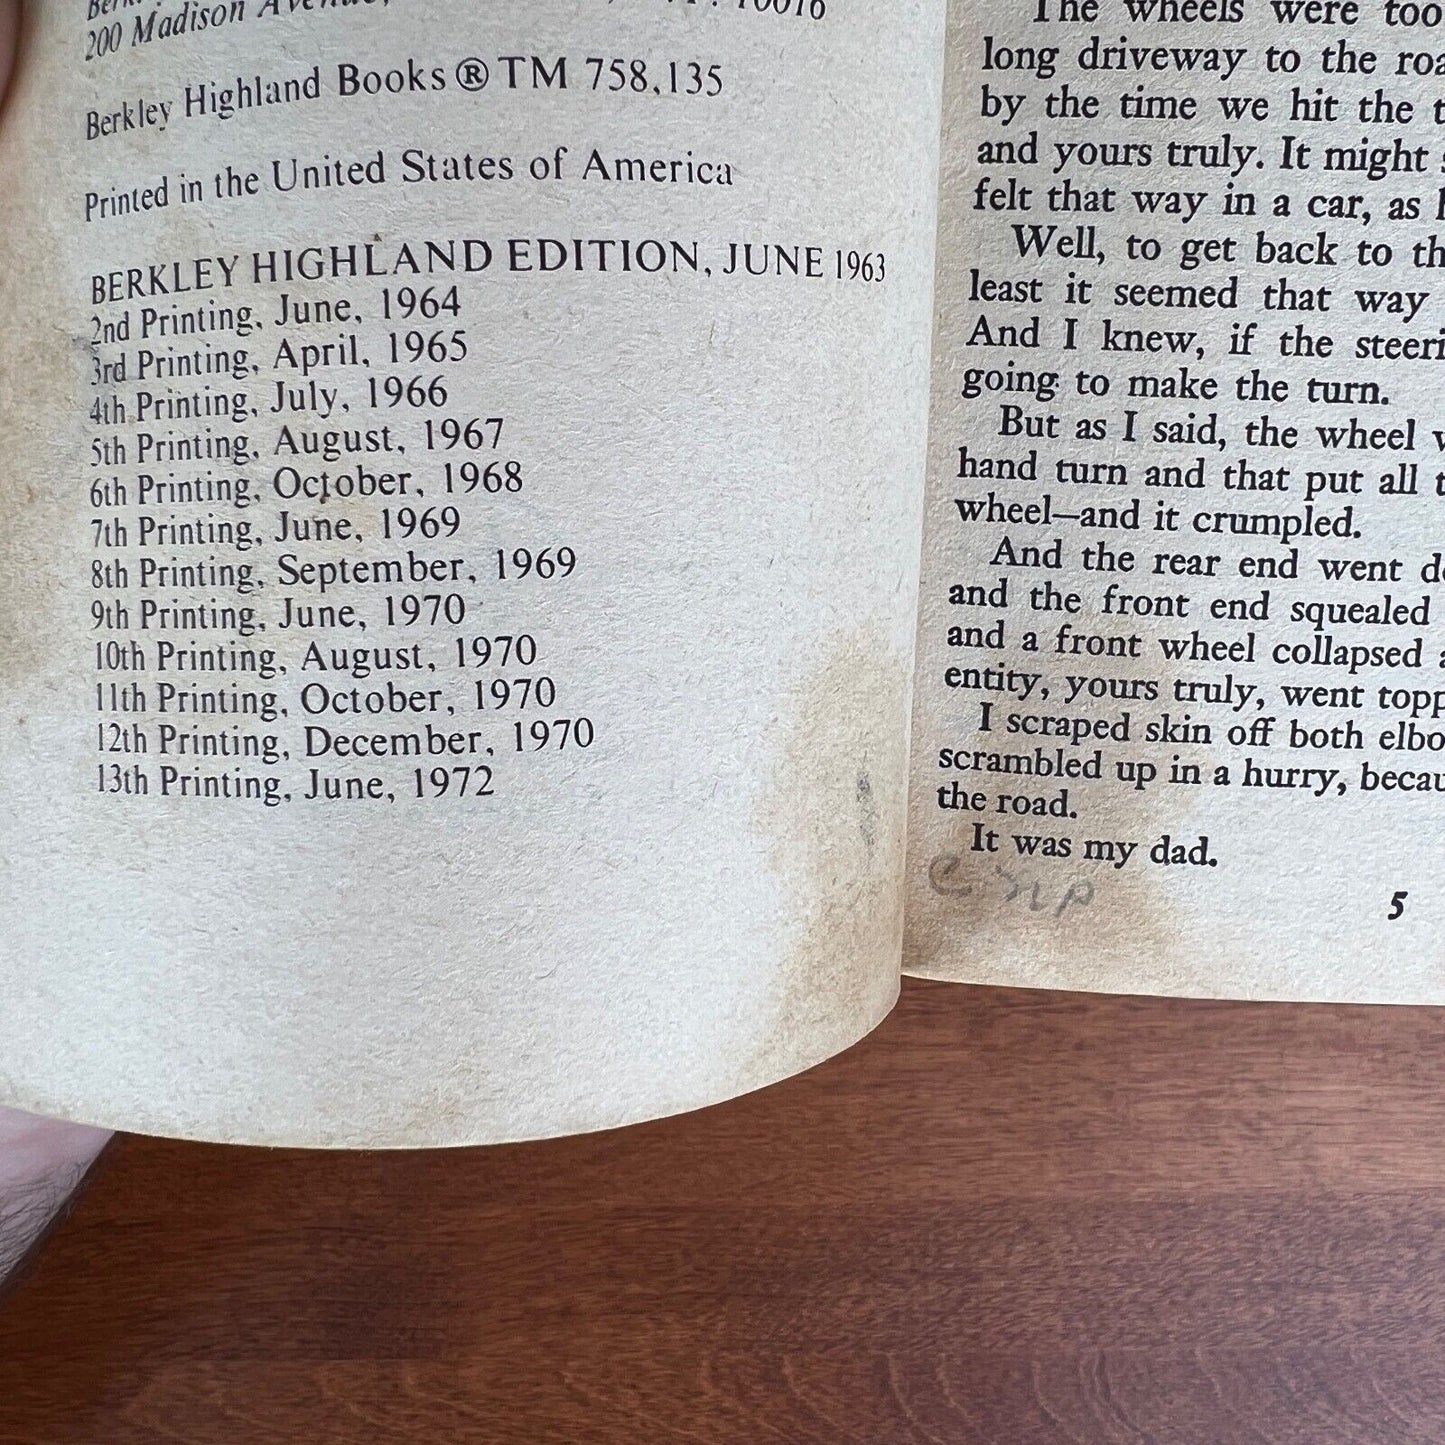 200 Madison Avenue, 10016
Berkley Highland Books ® TM 758,135
Printed in the United States of America
BERKLEY HIGHLAND EDITION, JUNE 1963
2nd Printing, June, 1964
3rd Printing, April, 1965
4th Printing, July, 1966
5th Printing, August, 1967
6th Printing, October, 1968
7th Printing, June, 1969
8th Printing, September, 1969
9th Printing, June, 1970
10th Printing, August, 1970
11th Printing, October, 1970
12th Printing, December, 1970
13th Printing, June, 1972
The wheels were too
long driveway to the
by the time we hit the
and yours truly. It might
felt that way in a car, as
Well, to get back to
least it seemed that way
And I knew, if the
going to make the turn.
But as I said, the wheel
hand turn and that put all
wheel—and it crumpled.
And the rear end went
and the front end squealed
and a front wheel collapsed
entity, yours truly, went
I scraped skin off both
scrambled up in a hurry,
the road.
It was my dad.
5